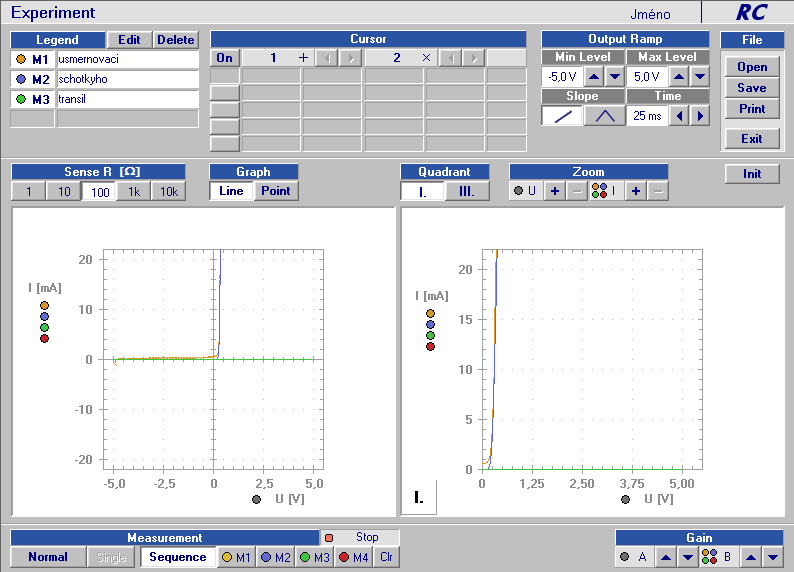 Experiment
Jméno
RC
Legend Edit Delete
M1 usmernovaci
M2 schotkyho
M3 transil
Cursor
On 1 + 2 ×
Output Ramp
Min Level Max Level
-5,0 V 5,0 V
Slope Time
25 ms
File
Open
Save
Print
Exit
Init
Sense R [Ω]
1 10 100 1k 10k
Graph
Line Point
Quadrant
I. III.
Zoom
U + − I + −
20
I [mA]
10
0
-10
-20
-5,0 -2,5 0 2,5 5,0
U [V]
20
I [mA]
15
10
5
0
0 1,25 2,50 3,75 5,00
I. U [V]
Measurement Stop
Normal Single Sequence M1 M2 M3 M4 Clr
Gain
A B